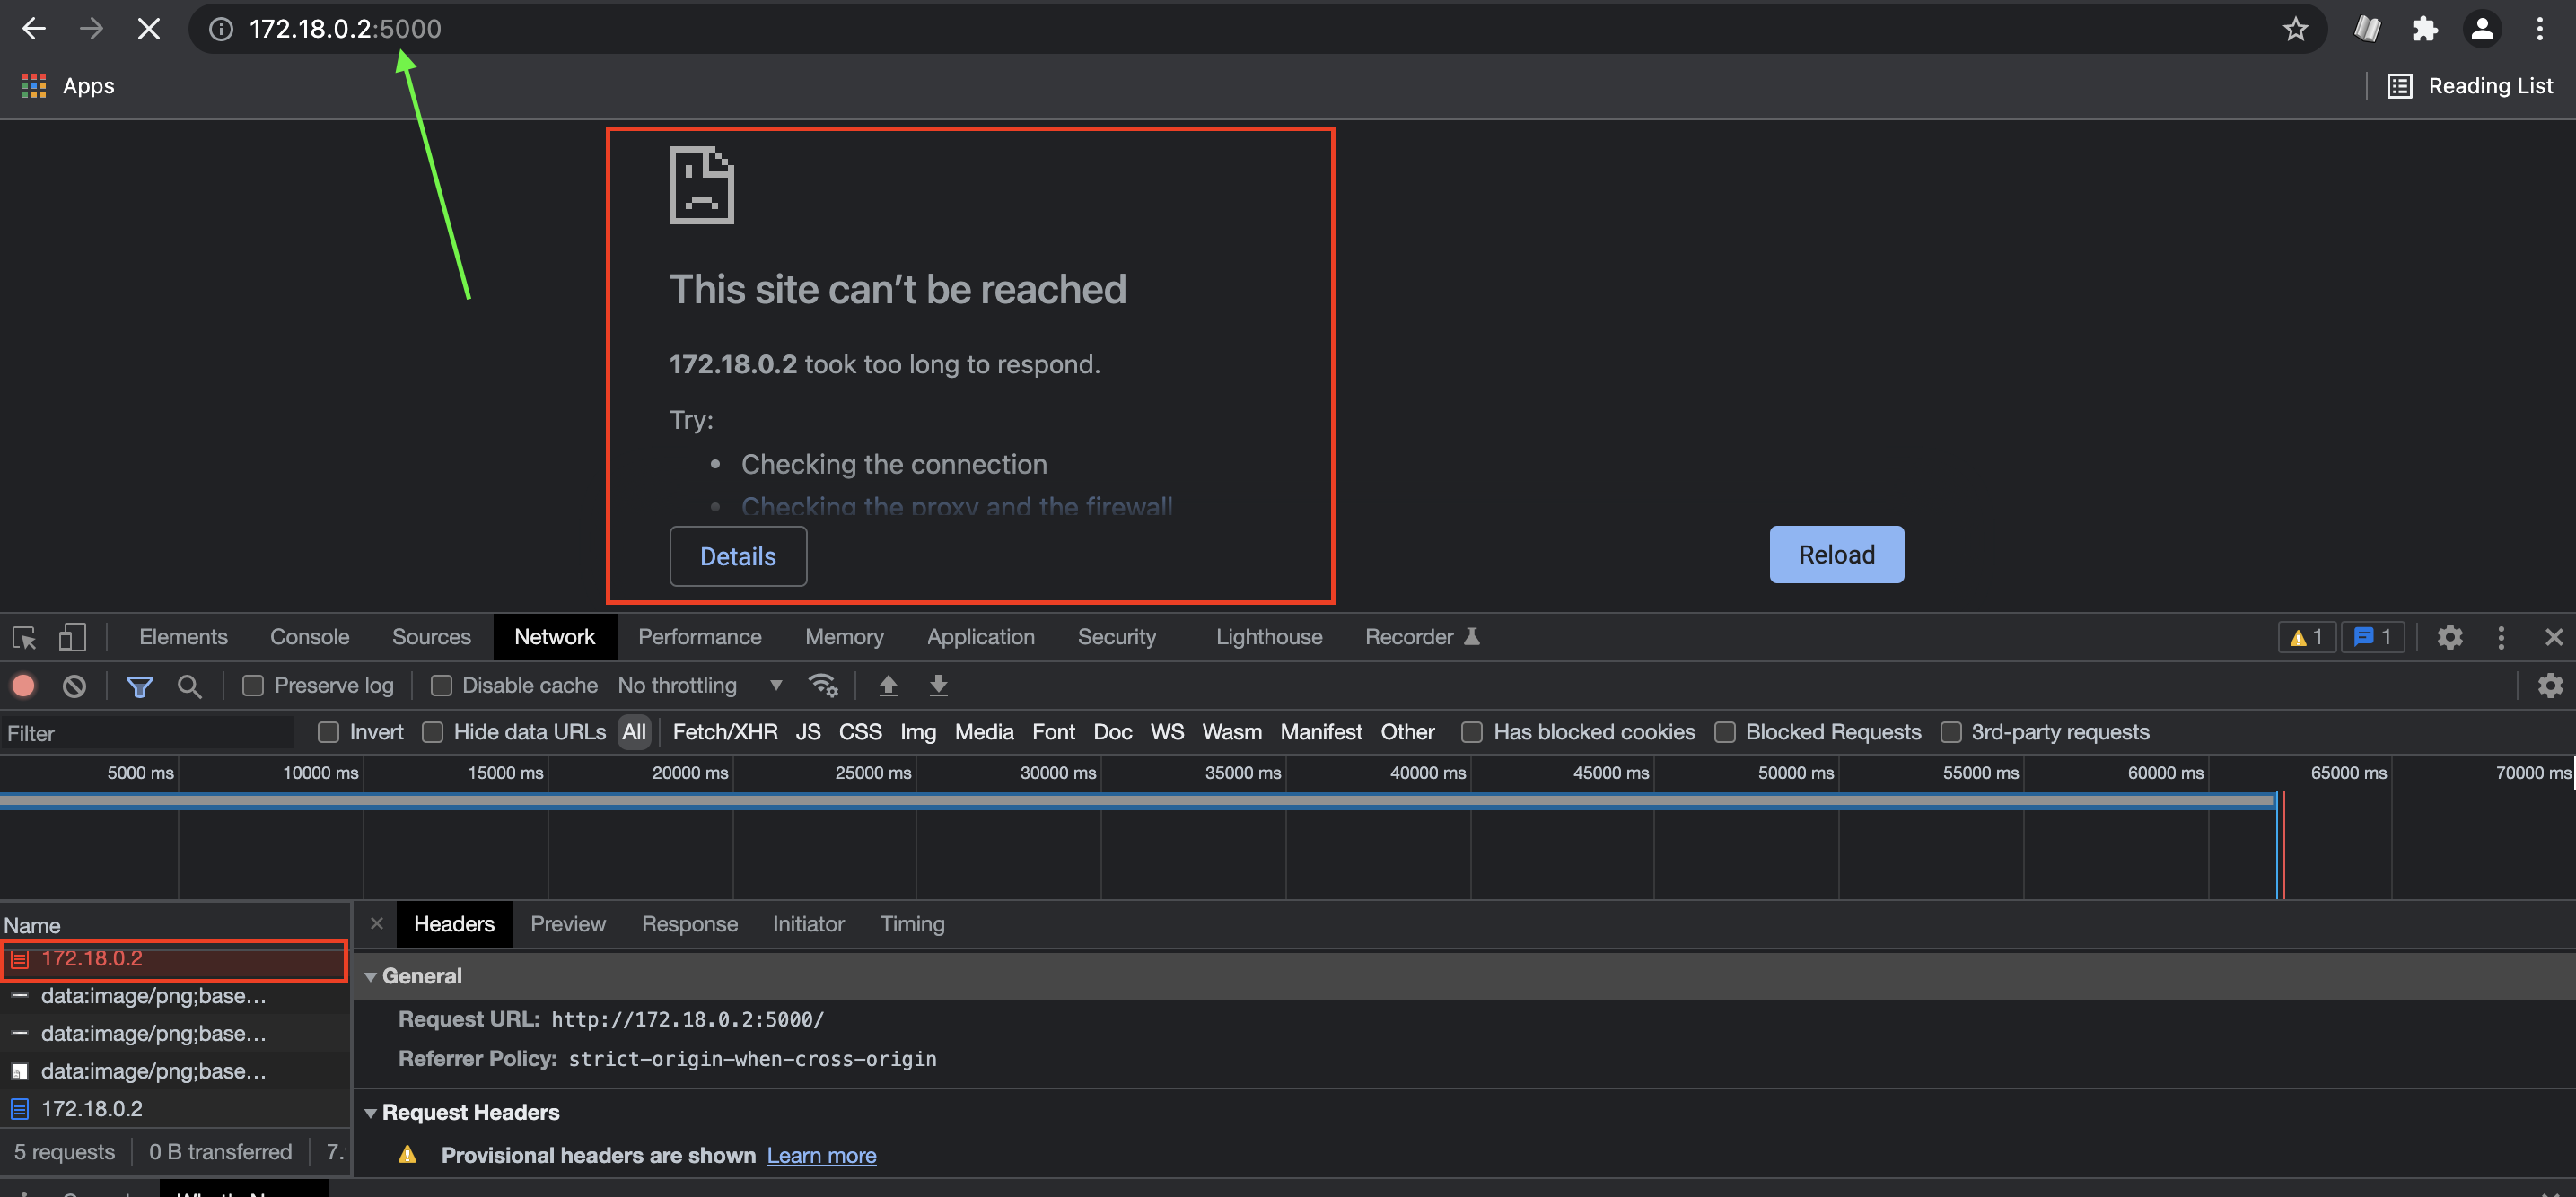 172.18.0.2:5000
Apps
Reading List
This site can't be reached
172.18.0.2 took too long to respond.
Try:
• Checking the connection
• Checking the proxy and the firewall
Details
Reload
Elements Console Sources Network Performance Memory Application Security Lighthouse Recorder 1 1
Preserve log Disable cache No throttling
Filter Invert Hide data URLs All Fetch/XHR JS CSS Img Media Font Doc WS Wasm Manifest Other Has blocked cookies Blocked Requests 3rd-party requests
5000 ms 10000 ms 15000 ms 20000 ms 25000 ms 30000 ms 35000 ms 40000 ms 45000 ms 50000 ms 55000 ms 60000 ms 65000 ms 70000 ms
Name
172.18.0.2
data:image/png;base...
data:image/png;base...
data:image/png;base...
172.18.0.2
5 requests 0 B transferred
Headers Preview Response Initiator Timing
General
Request URL: http://172.18.0.2:5000/
Referrer Policy: strict-origin-when-cross-origin
Request Headers
Provisional headers are shown Learn more